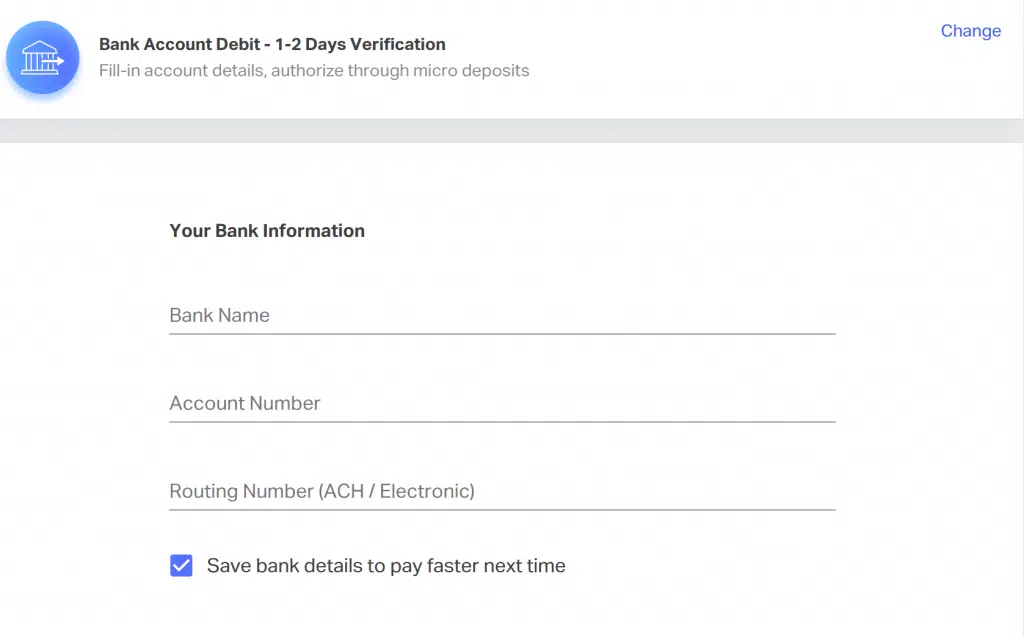 Bank Account Debit - 1-2 Days Verification
Change
Fill-in account details, authorize through micro deposits
Your Bank Information
Bank Name
Account Number
Routing Number (ACH / Electronic)
Save bank details to pay faster next time